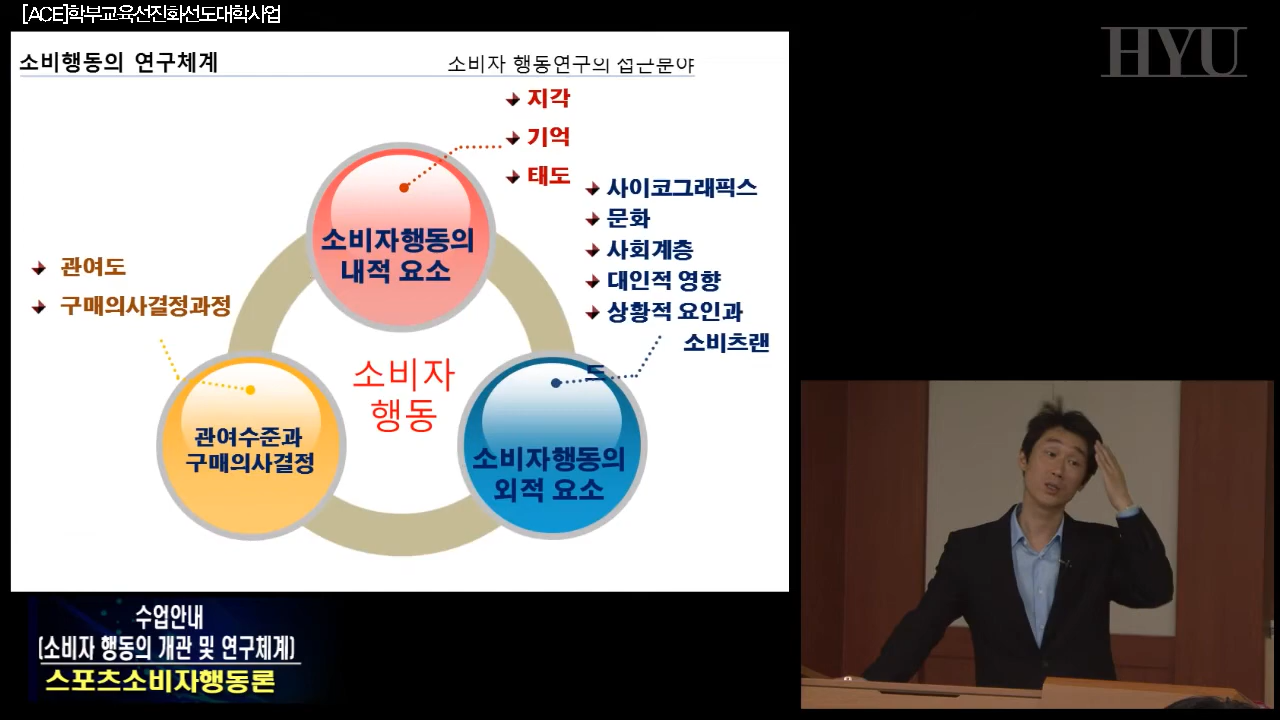 [ACE]학부교육선진화선도대학사업
HYU
소비행동의 연구체계
소비자 행동연구의 접근분야
지각
기억
태도
사이코그래픽스
문화
사회계층
대인적 영향
상황적 요인과
소비츠랜
드
소비자행동의
내적 요소
관여도
구매의사결정과정
소비자
행동
관여수준과
구매의사결정
소비자행동의
외적 요소
수업안내
(소비자 행동의 개관 및 연구체계)
스포츠소비자행동론